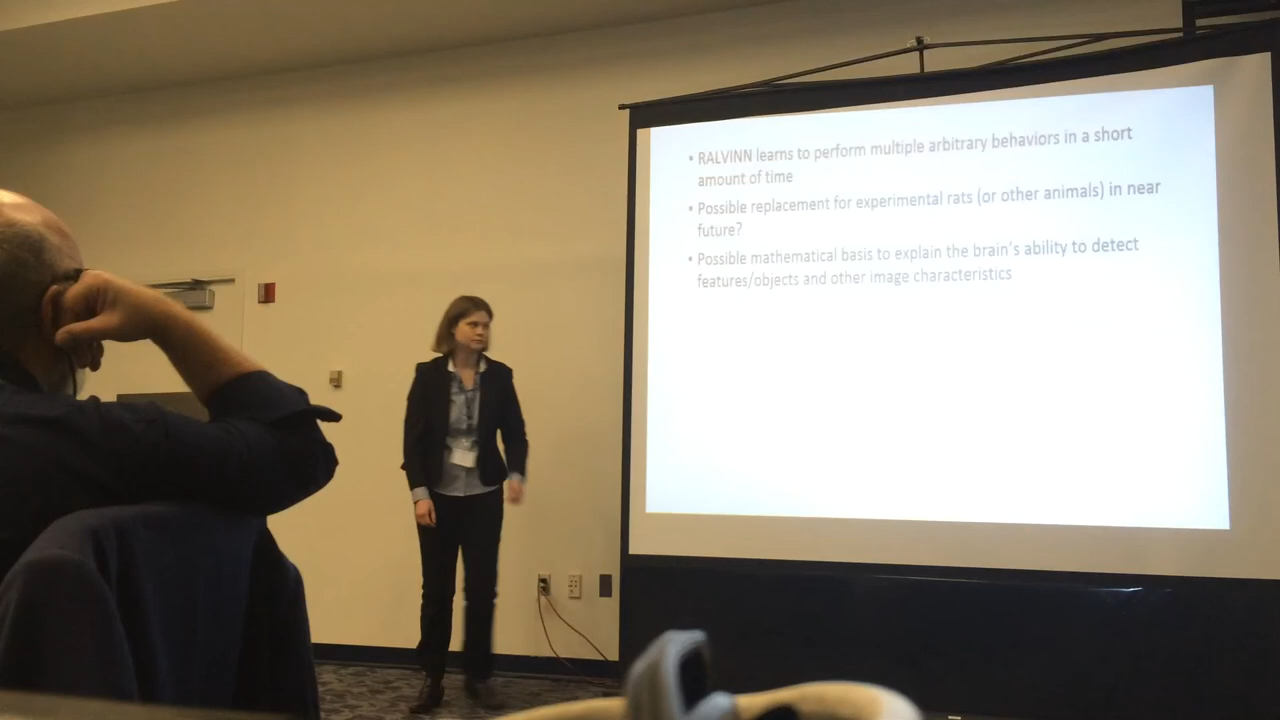 • RALVINN learns to perform multiple arbitrary behaviors in a short
amount of time
• Possible replacement for experimental rats (or other animals) in near
future?
• Possible mathematical basis to explain the brain's ability to detect
features/objects and other image characteristics